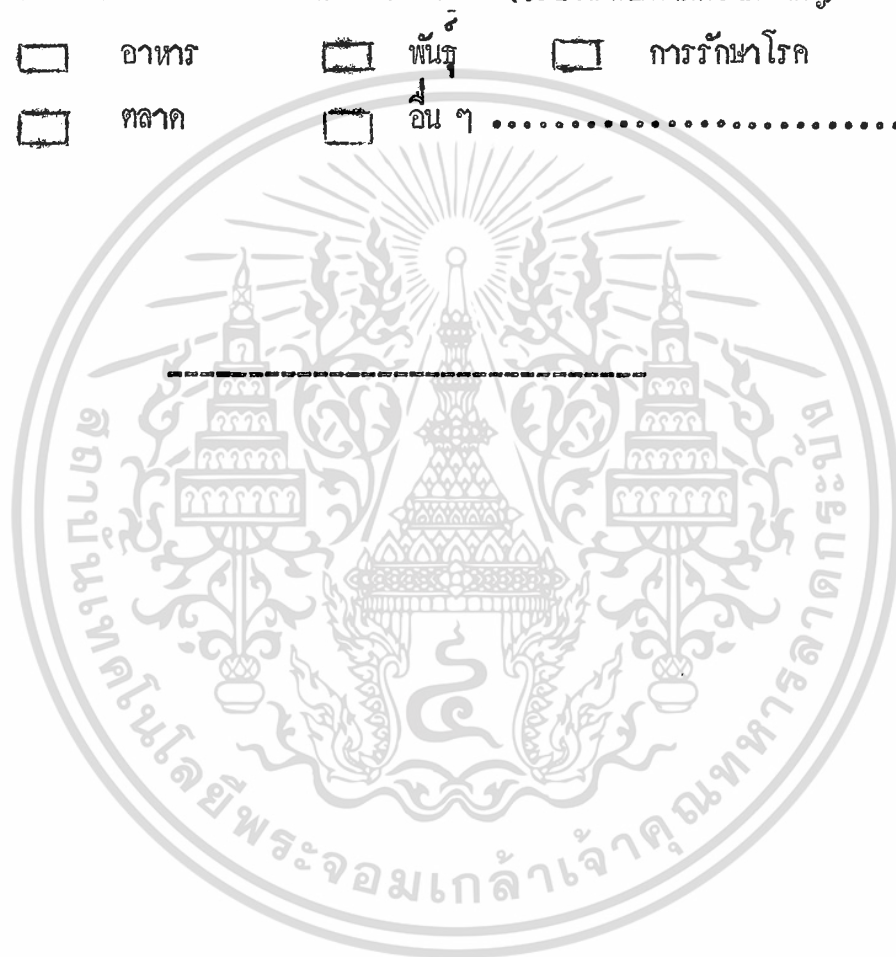 อาหาร พันธุ์ การรักษาโรค
ตลาด อื่น ๆ ........................................
สถาบันเทคโนโลยีพระจอมเกล้าเจ้าคุณทหารลาดกระบัง
๔